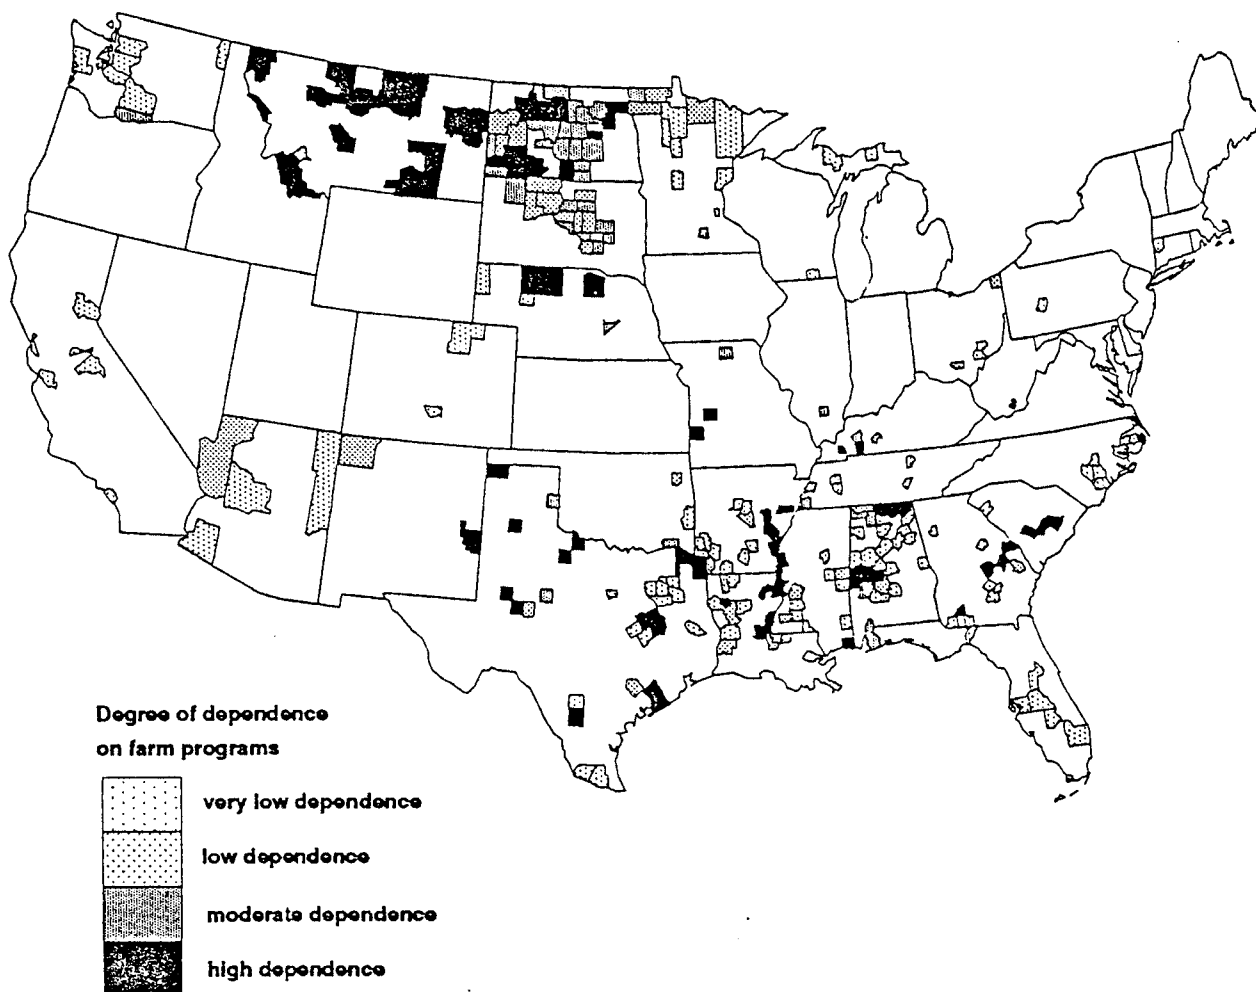 Degree of dependence
on farm programs
very low dependence
low dependence
moderate dependence
high dependence